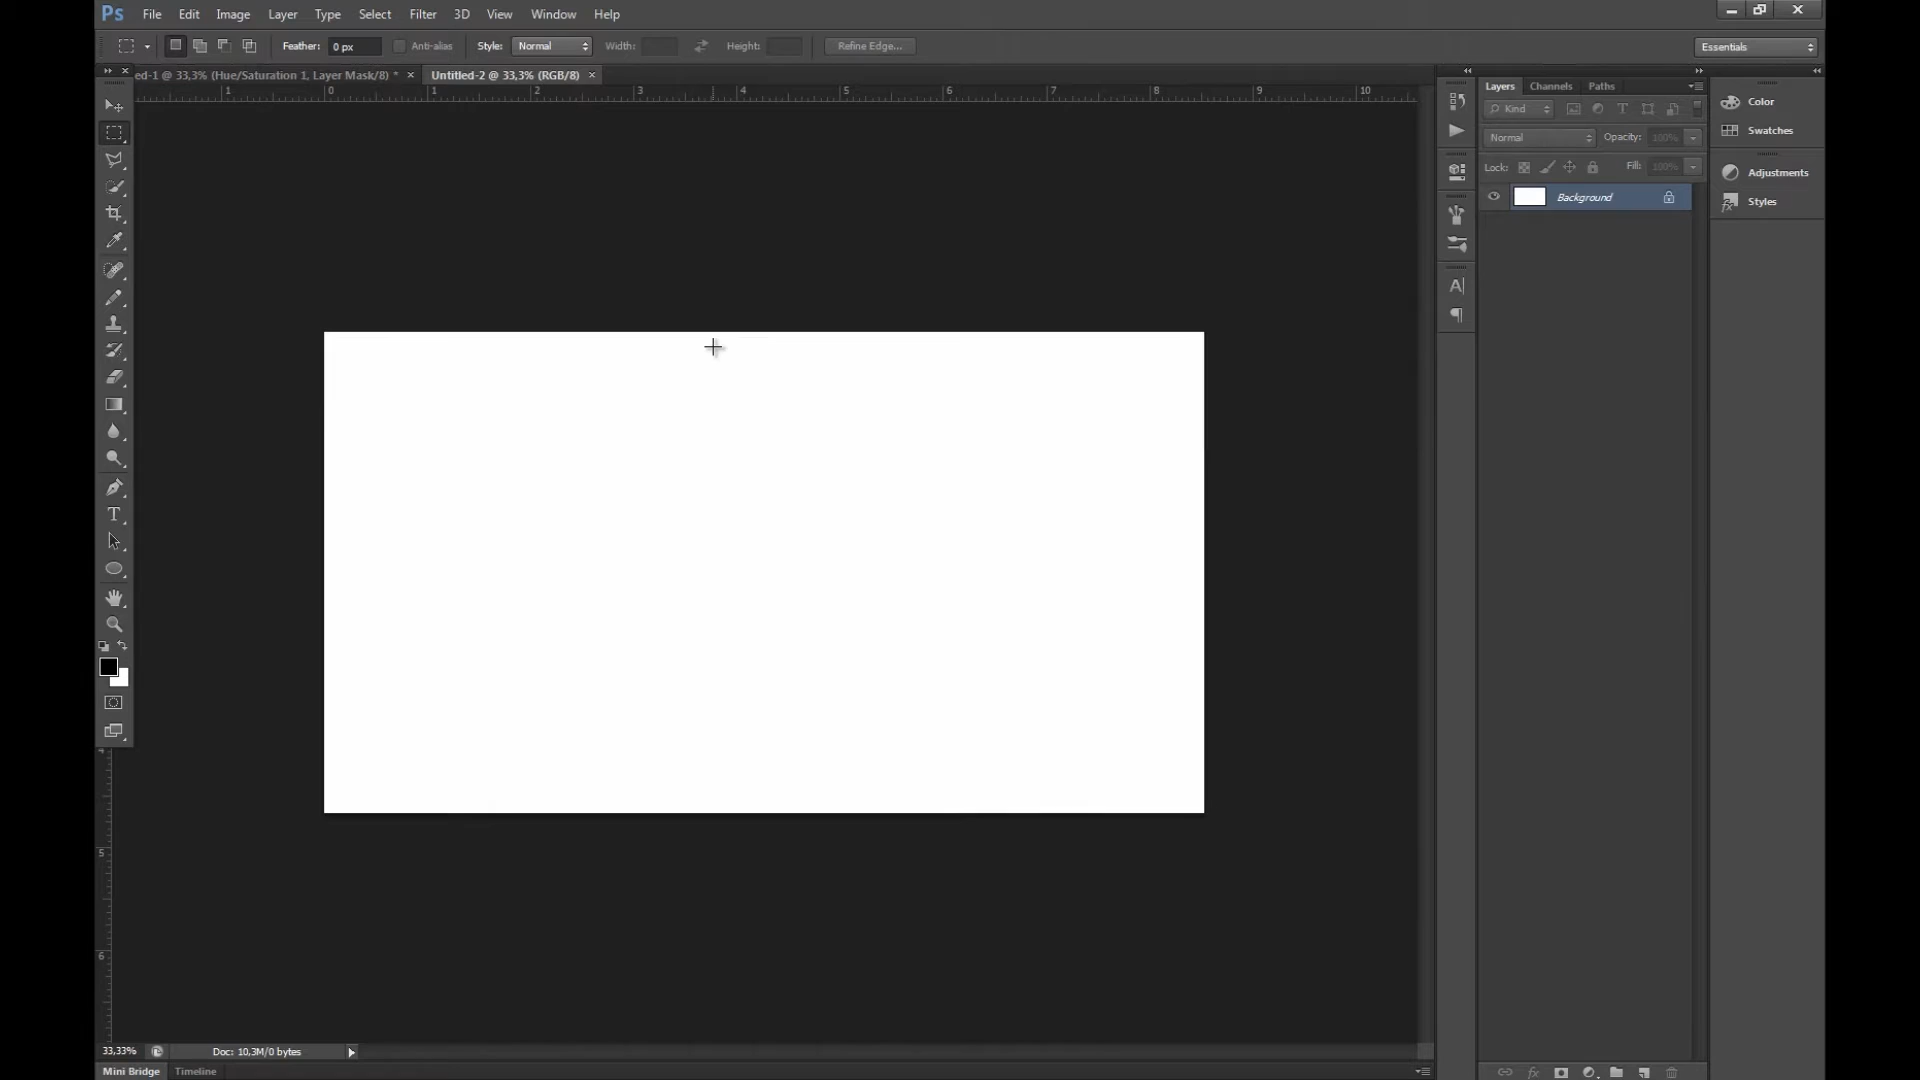 Ps File Edit Image Layer Type Select Filter 3D View Window Help
Feather: 0 px Anti-alias Style: Normal Width: Height: Refine Edge... Essentials
ed-1 @ 33,3% (Hue/Saturation 1, Layer Mask/8) * × Untitled-2 @ 33,3% (RGB/8) ×
1 0 1 2 3 4 5 6 7 8 9 10
Layers Channels Paths
Kind
Normal Opacity: 100%
Lock: Fill: 100%
Background
Color
Swatches
Adjustments
Styles
5
6
33,33% Doc: 10,3M/0 bytes
Mini Bridge Timeline